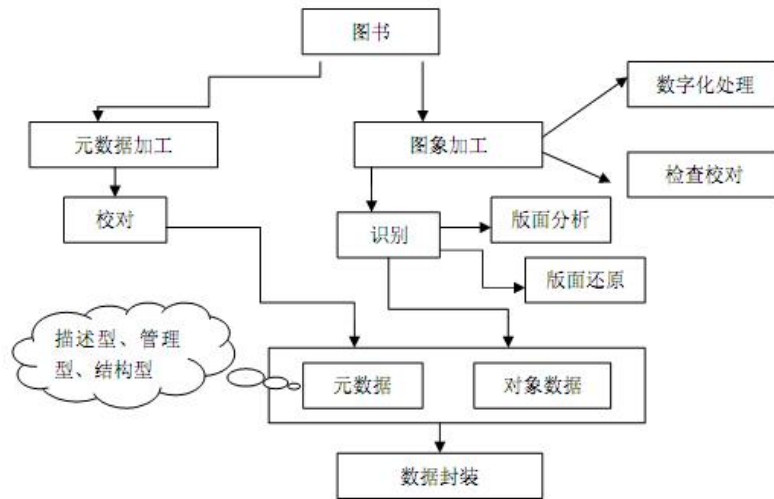 图书
数字化处理
元数据加工
图象加工
检查校对
校对
识别
版面分析
版面还原
描述型、管理
型、结构型
元数据
对象数据
数据封装